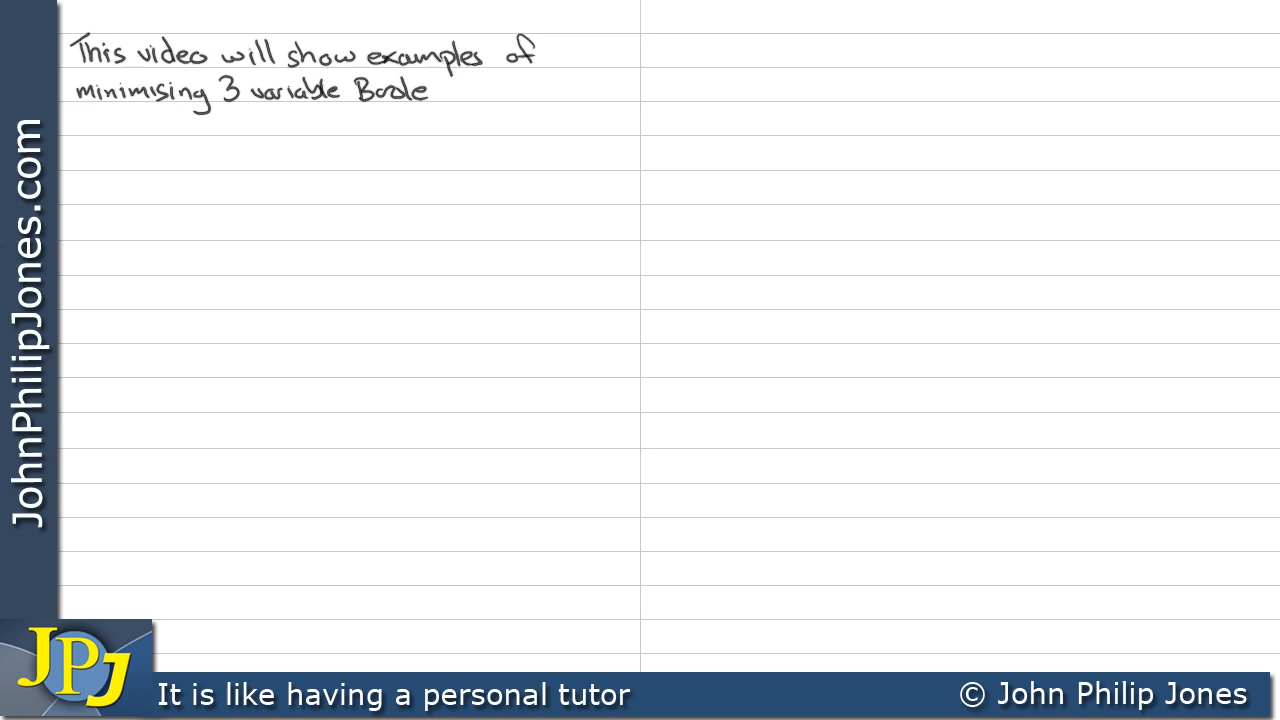 This video will show examples of
minimising 3 variable Boole
JohnPhilipJones.com
JPJ
It is like having a personal tutor
© John Philip Jones